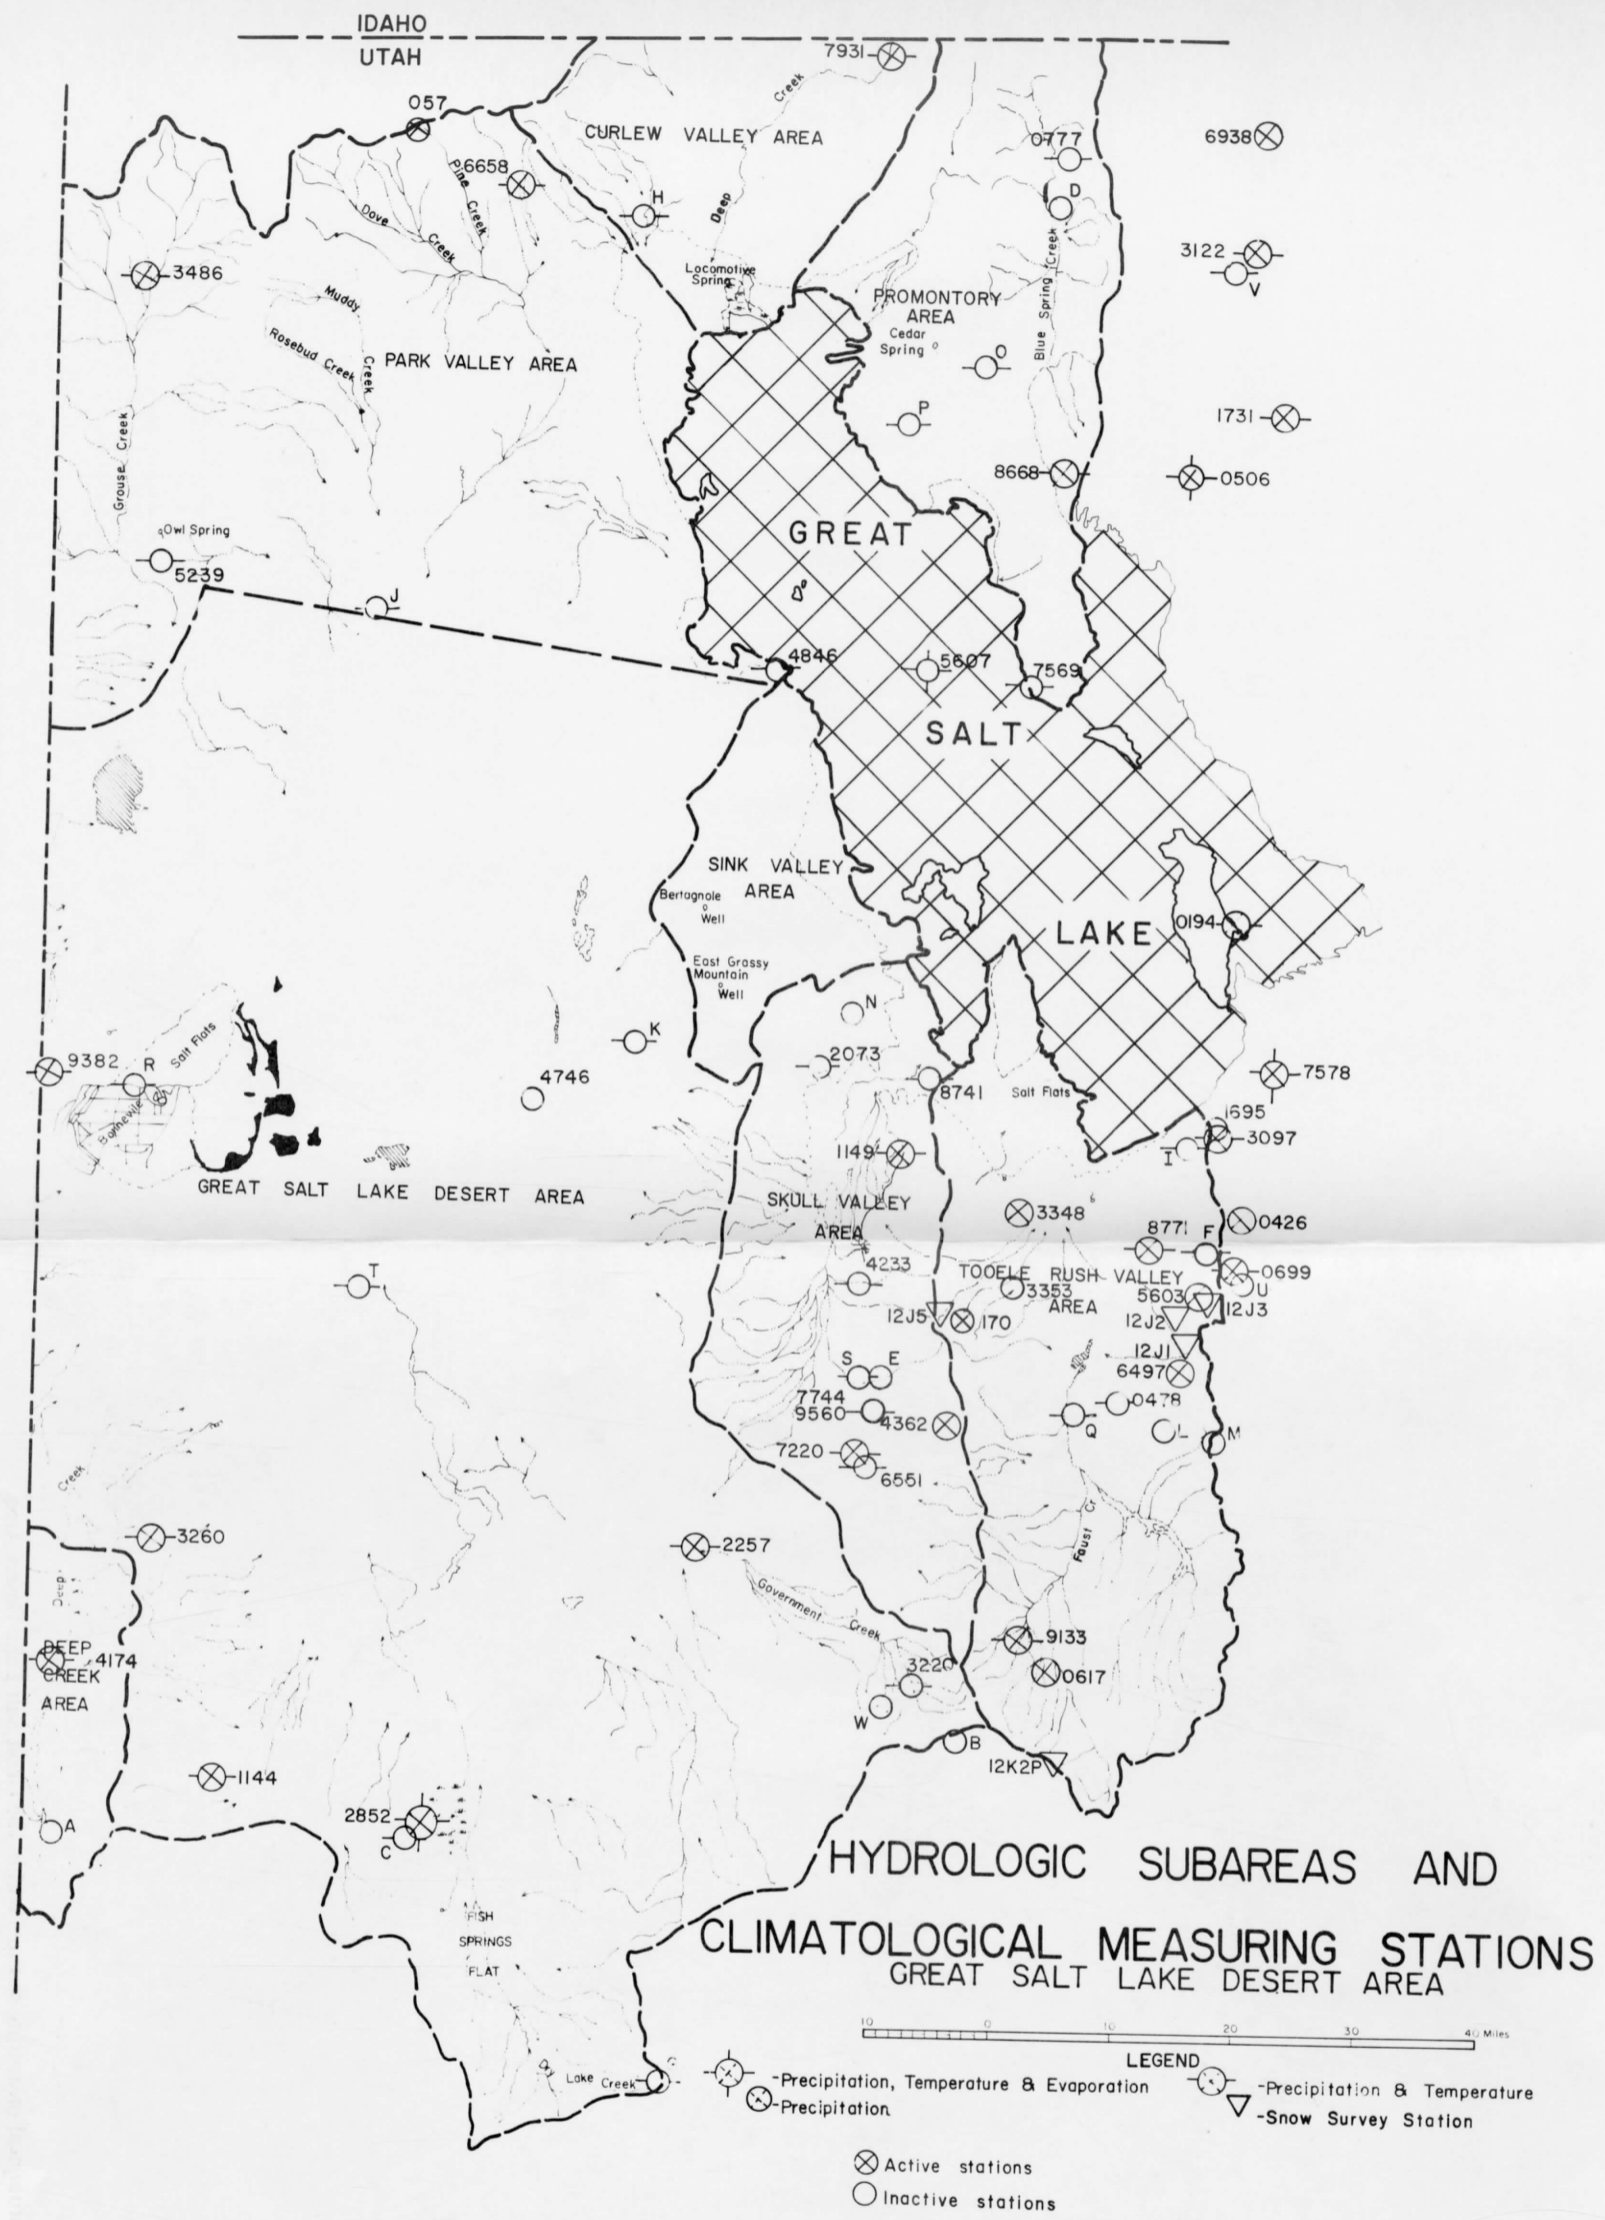 IDAHO
UTAH
7931
057
CURLEW VALLEY AREA
Creek
0777
6938
6658
Pine Creek
H
Deep
D
Dove Creek
3122
V
3486
Locomotive
Spring
Blue Spring Creek
Muddy Creek
PROMONTORY
AREA
Cedar
Spring
Rosebud Creek
PARK VALLEY AREA
O
P
1731
Grouse Creek
8668
0506
Owl Spring
GREAT
5239
J
4846
5607
7569
SALT
SINK VALLEY
AREA
Bertagnole
Well
0194
LAKE
East Grassy
Mountain
Well
N
K
9382
R
Salt Flats
2073
4746
8741
Salt Flats
7578
Bonneville
1695
3097
I
1149
GREAT SALT LAKE DESERT AREA
SKULL VALLEY
AREA
3348
8771
F
0426
4233
T
TOOELE RUSH VALLEY
AREA
3353
0699
U
5603
12J3
12J5
170
12J2
12J1
6497
S
E
7744
9560
4362
0478
Q
L
M
7220
6551
Creek
Faust Cr
3260
2257
Deep
Government Creek
DEEP
CREEK
AREA
4174
9133
0617
3220
W
B
12K2P
1144
2852
C
A
HYDROLOGIC SUBAREAS AND
CLIMATOLOGICAL MEASURING STATIONS
GREAT SALT LAKE DESERT AREA
FISH
SPRINGS
FLAT
10 0 10 20 30 40 Miles
LEGEND
Lake Creek
-Precipitation, Temperature & Evaporation
-Precipitation & Temperature
-Precipitation
-Snow Survey Station
Active stations
Inactive stations